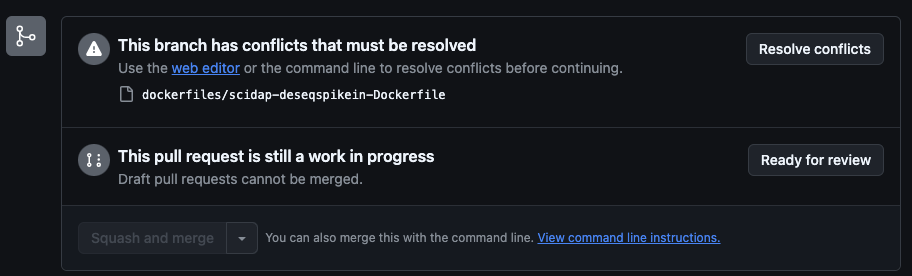 This branch has conflicts that must be resolved
Resolve conflicts
Use the web editor or the command line to resolve conflicts before continuing.
dockerfiles/scidap-deseqspikein-Dockerfile
This pull request is still a work in progress
Ready for review
Draft pull requests cannot be merged.
Squash and merge
You can also merge this with the command line. View command line instructions.